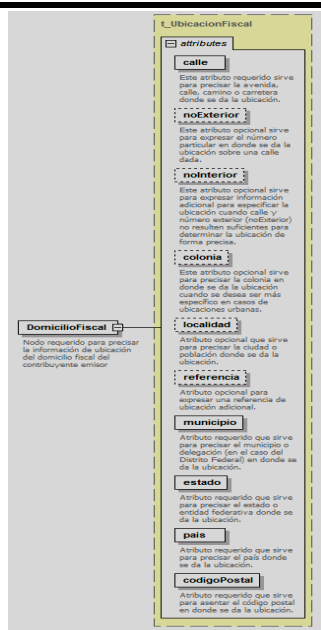 t_UbicacionFiscal
attributes
calle
Este atributo requerido sirve
para precisar la avenida,
calle, camino o carretera
donde se da la ubicación.
noExterior
Este atributo opcional sirve
para expresar el número
particular en donde se da la
ubicación sobre una calle
dada.
noInterior
Este atributo opcional sirve
para expresar información
adicional para especificar la
ubicación cuando calle y
número exterior (noExterior)
no resulten suficientes para
determinar la ubicación de
forma precisa.
colonia
Este atributo opcional sirve
para precisar la colonia en
donde se da la ubicación
cuando se desea ser más
específico en casos de
ubicaciones urbanas.
DomicilioFiscal
Nodo requerido para precisar
la información de ubicación
del domicilio fiscal del
contribuyente emisor
localidad
Atributo opcional que sirve
para precisar la ciudad o
población donde se da la
ubicación.
referencia
Atributo opcional para
expresar una referencia de
ubicación adicional.
municipio
Atributo requerido que sirve
para precisar el municipio o
delegación (en el caso del
Distrito Federal) en donde se
da la ubicación.
estado
Atributo requerido que sirve
para precisar el estado o
entidad federativa donde se
da la ubicación.
pais
Atributo requerido que sirve
para precisar el país donde
se da la ubicación.
codigoPostal
Atributo requerido que sirve
para asentar el código postal
en donde se da la ubicación.